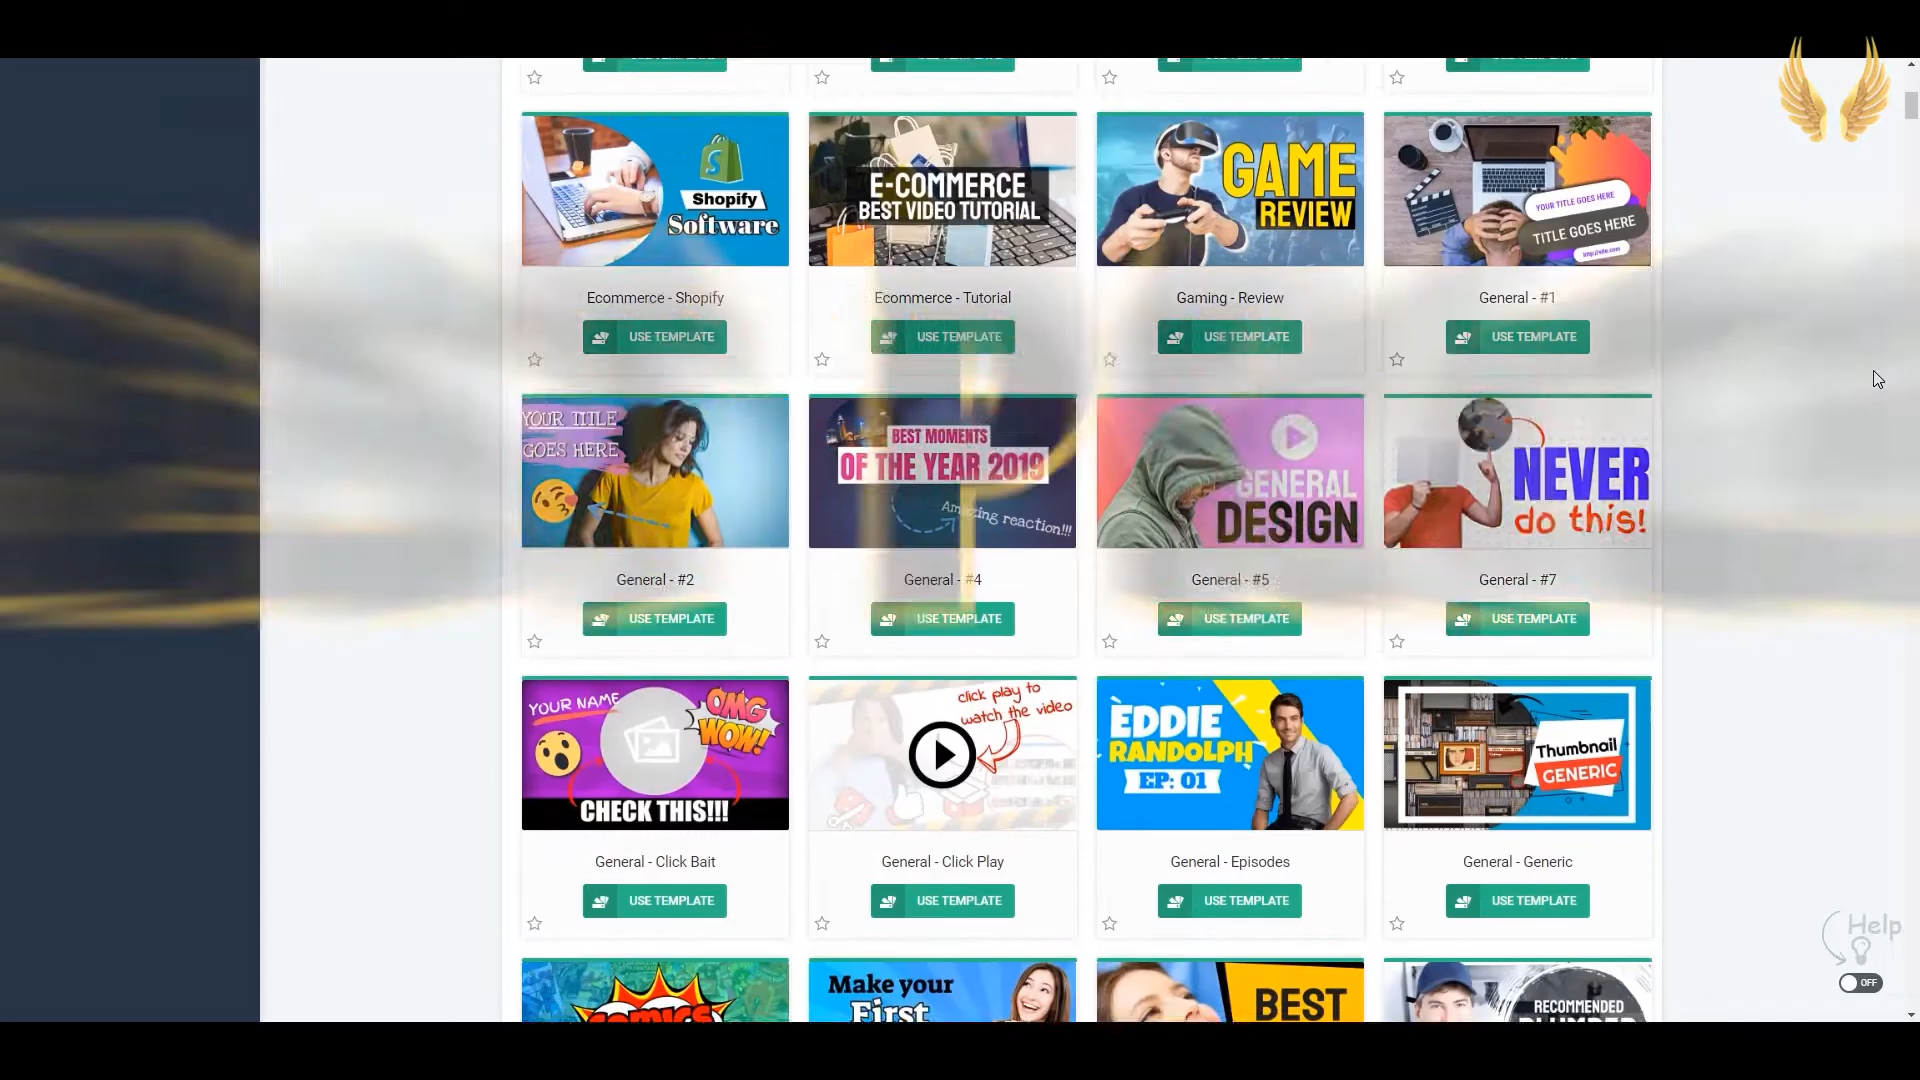 Shopify
Software
E-COMMERCE
BEST VIDEO TUTORIAL
GAME
REVIEW
YOUR TITLE GOES HERE
TITLE GOES HERE
Ecommerce - Shopify
Ecommerce - Tutorial
Gaming - Review
General - #1
USE TEMPLATE
USE TEMPLATE
USE TEMPLATE
USE TEMPLATE
YOUR TITLE
GOES HERE
BEST MOMENTS
OF THE YEAR 2019
Amazing reaction!!!
GENERAL
DESIGN
NEVER
do this!
General - #2
General - #4
General - #5
General - #7
USE TEMPLATE
USE TEMPLATE
USE TEMPLATE
USE TEMPLATE
YOUR NAME
OMG
WOW!
CHECK THIS!!!
click play to
watch the video
EDDIE
RANDOLPH
EP: 01
Thumbnail
GENERIC
General - Click Bait
General - Click Play
General - Episodes
General - Generic
USE TEMPLATE
USE TEMPLATE
USE TEMPLATE
USE TEMPLATE
Help
OFF
COMICS
Make your
First
BEST
RECOMMENDED
PLUMBER